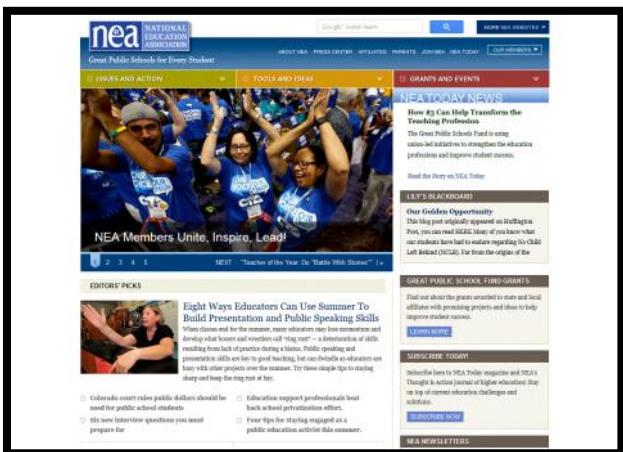 nea NATIONAL
EDUCATION
ASSOCIATION
Great Public Schools for Every Student
MORE NEA WEBSITES
ABOUT NEA PRESS CENTER AFFILIATES PARENTS JOIN NEA NEA TODAY OUR MEMBERS
ISSUES AND ACTION
TOOLS AND IDEAS
GRANTS AND EVENTS
NEA Members Unite, Inspire, Lead!
2 3 4 5
NEXT : "Teacher of the Year: Do "Battle With Stories""
NEA TODAY NEWS
How $3 Can Help Transform the
Teaching Profession
The Great Public Schools Fund is using
union-led initiatives to strengthen the education
profession and improve student success.
Read the Story on NEA Today
LILY'S BLACKBOARD
Our Golden Opportunity
This blog post originally appeared on Huffington
Post, you can read HERE Many of you know what
our students have had to endure regarding No Child
Left Behind (NCLB). Far from the origins of the
GREAT PUBLIC SCHOOL FUND GRANTS
Find out about the grants awarded to state and local
affiliates with promising projects and ideas to help
improve student success.
LEARN MORE
SUBSCRIBE TODAY!
Subscribe here to NEA Today magazine and NEA's
Thought & Action journal of higher education! Stay
on top of current education challenges and
solutions.
SUBSCRIBE NOW
NEA NEWSLETTERS
EDITORS' PICKS
Eight Ways Educators Can Use Summer To
Build Presentation and Public Speaking Skills
When classes end for the summer, many educators may lose momentum and
develop what boxers and wrestlers call "ring rust" – a deterioration of skills
resulting from lack of practice during a hiatus. Public speaking and
presentation skills are key to good teaching, but can dwindle as educators are
busy with other projects over the summer. Try these simple tips to staying
sharp and keep the ring rust at bay.
Colorado court rules public dollars should be
used for public school students
Six new interview questions you must
prepare for
Education support professionals beat
back school privatization effort.
Four tips for staying engaged as a
public education activist this summer.